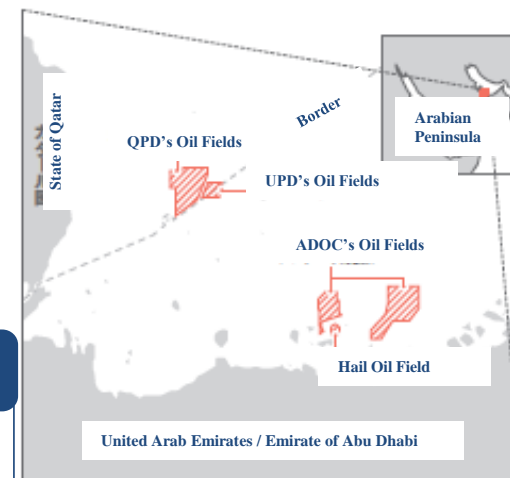 State of Qatar
Border
Arabian
Peninsula
QPD's Oil Fields
UPD's Oil Fields
ADOC's Oil Fields
Hail Oil Field
United Arab Emirates / Emirate of Abu Dhabi